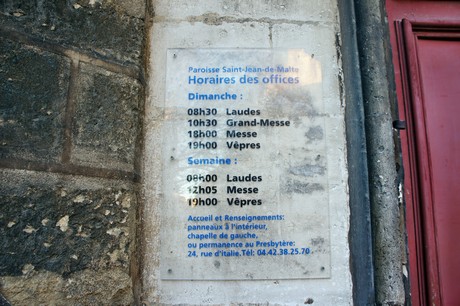 Paroisse Saint-Jean-de-Malte
Horaires des offices
Dimanche :
08h30 Laudes
10h30 Grand-Messe
18h00 Messe
19h00 Vêpres
Semaine :
08h00 Laudes
12h05 Messe
19h00 Vêpres
Accueil et Renseignements:
panneaux à l'intérieur,
chapelle de gauche,
ou permanence au Presbytère:
24, rue d'Italie. Tél: 04.42.38.25.70.